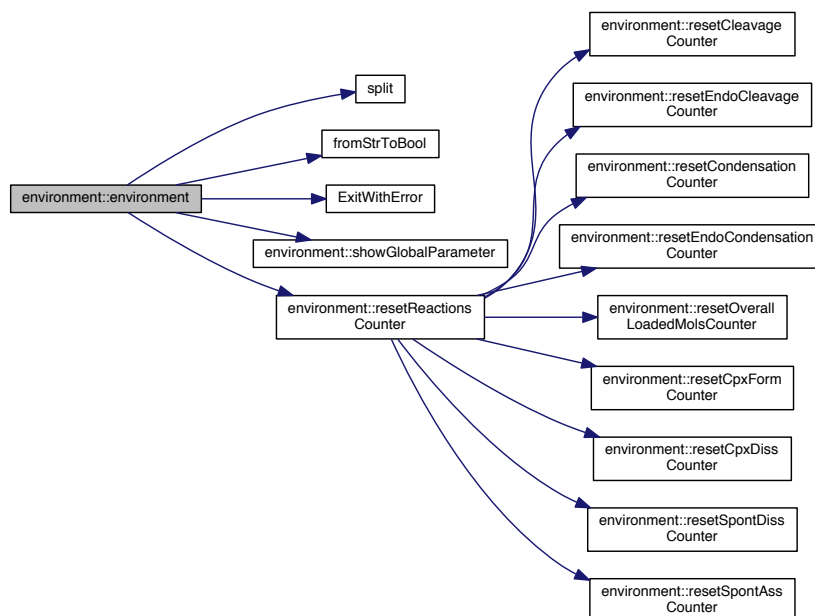 environment::environment
split
fromStrToBool
ExitWithError
environment::showGlobalParameter
environment::resetReactions
Counter
environment::resetCleavage
Counter
environment::resetEndoCleavage
Counter
environment::resetCondensation
Counter
environment::resetEndoCondensation
Counter
environment::resetOverall
LoadedMolsCounter
environment::resetCpxForm
Counter
environment::resetCpxDiss
Counter
environment::resetSpontDiss
Counter
environment::resetSpontAss
Counter